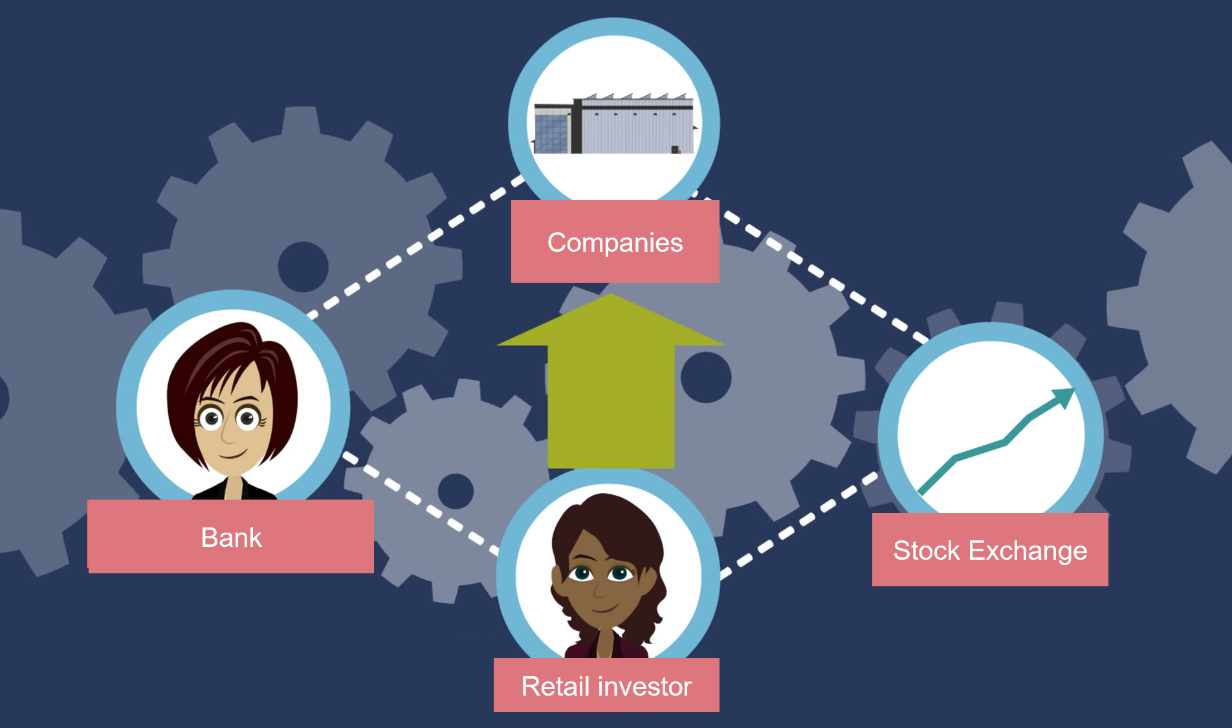 Companies
Bank
Stock Exchange
Retail investor